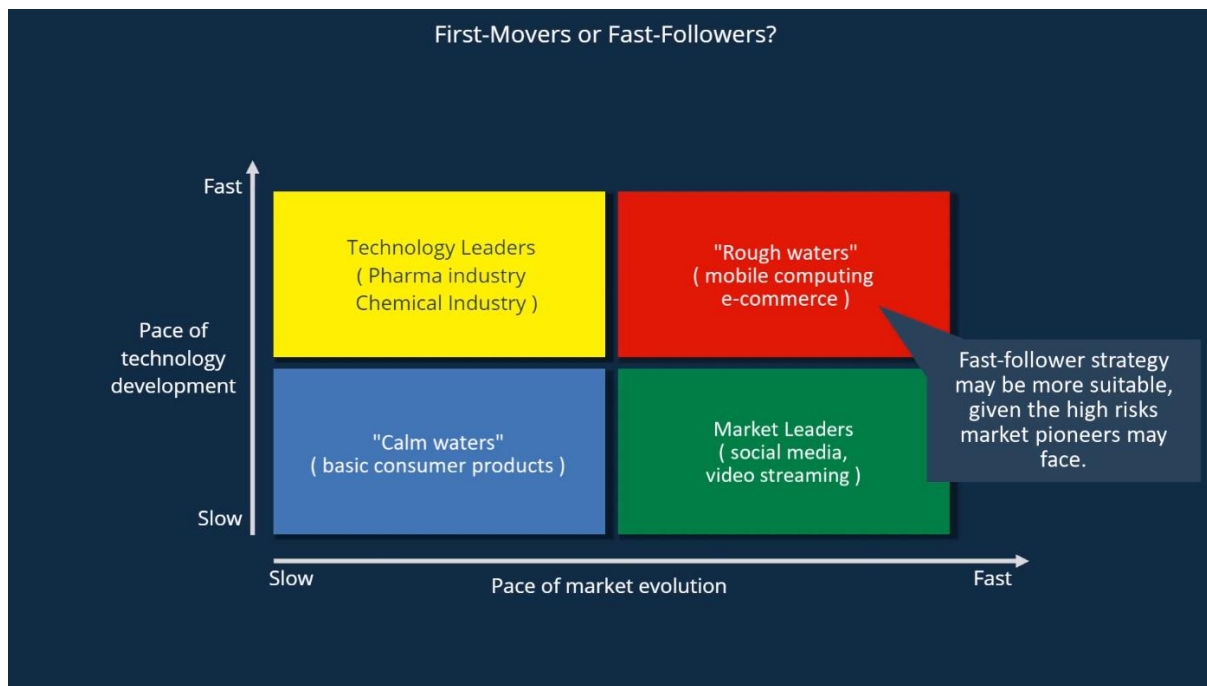 First-Movers or Fast-Followers?
Fast
Technology Leaders
( Pharma industry
Chemical Industry )
"Rough waters"
( mobile computing
e-commerce )
Pace of
technology
development
Fast-follower strategy
may be more suitable,
given the high risks
market pioneers may
face.
"Calm waters"
( basic consumer products )
Market Leaders
( social media,
video streaming )
Slow
Slow
Pace of market evolution
Fast